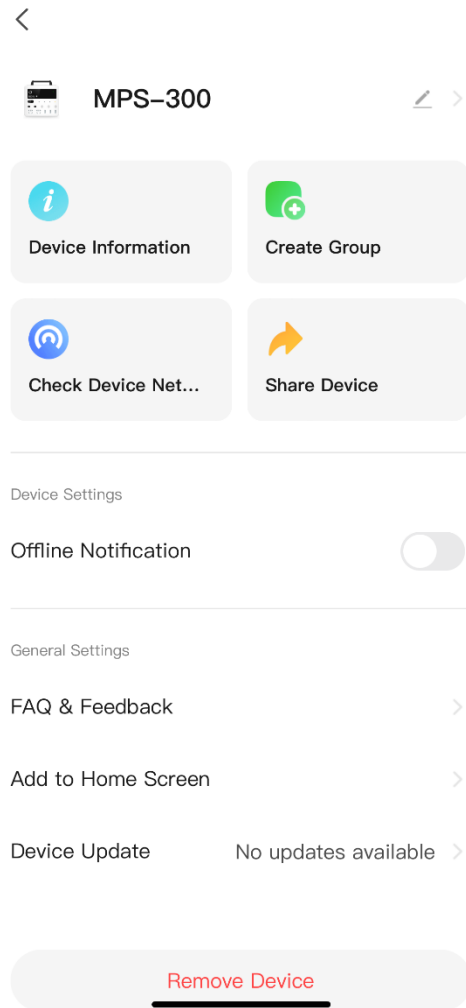 MPS-300
Device Information
Create Group
Check Device Net...
Share Device
Device Settings
Offline Notification
General Settings
FAQ & Feedback
Add to Home Screen
Device Update No updates available
Remove Device